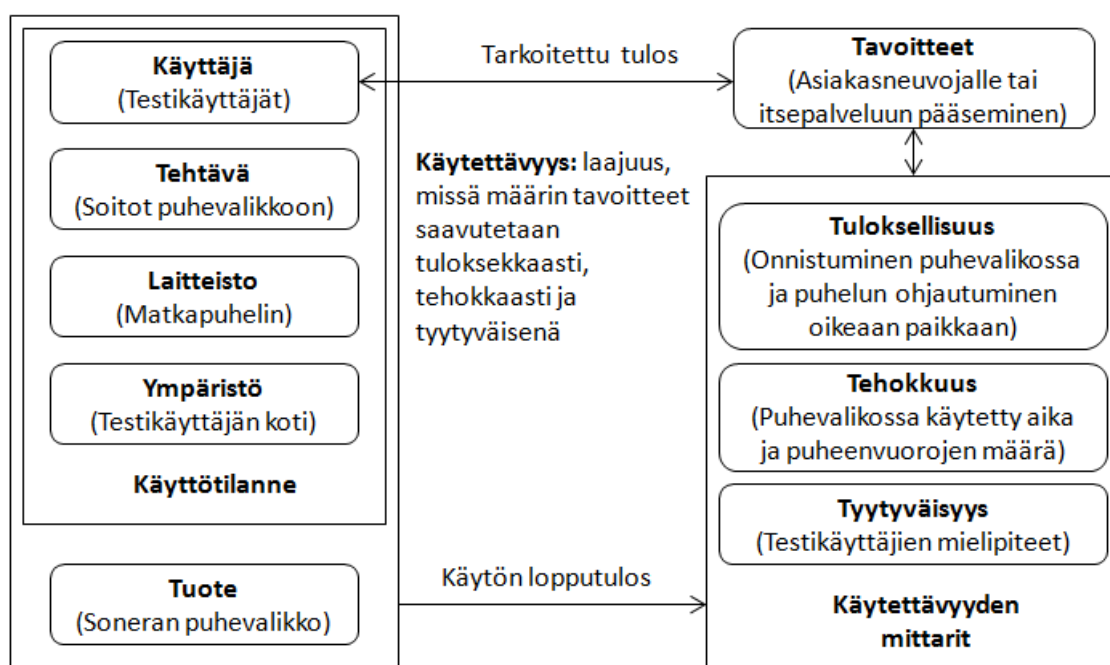 Käyttäjä
(Testikäyttäjät)
Tehtävä
(Soitot puhevalikkoon)
Laitteisto
(Matkapuhelin)
Ympäristö
(Testikäyttäjän koti)
Käyttötilanne
Tuote
(Soneran puhevalikko)
Tarkoitettu tulos
Käytettävyys: laajuus,
missä määrin tavoitteet
saavutetaan
tuloksekkaasti,
tehokkaasti ja
tyytyväisenä
Käytön lopputulos
Tavoitteet
(Asiakasneuvojalle tai
itsepalveluun pääseminen)
Tuloksellisuus
(Onnistuminen puhevalikossa
ja puhelun ohjautuminen
oikeaan paikkaan)
Tehokkuus
(Puhevalikossa käytetty aika
ja puheenvuorojen määrä)
Tyytyväisyys
(Testikäyttäjien mielipiteet)
Käytettävyyden
mittarit